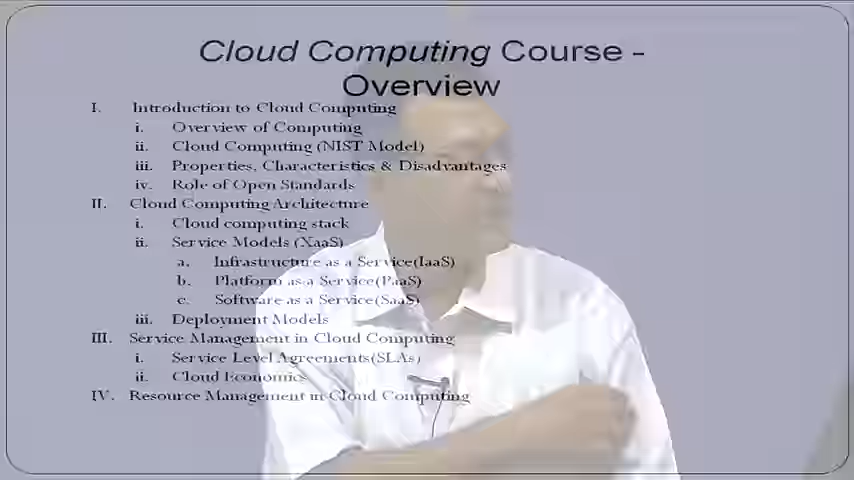 Cloud Computing Course -
Overview
I. Introduction to Cloud Computing
i. Overview of Computing
ii. Cloud Computing (NIST Model)
iii. Properties, Characteristics & Disadvantages
iv. Role of Open Standards
II. Cloud Computing Architecture
i. Cloud computing stack
ii. Service Models (XaaS)
a. Infrastructure as a Service(IaaS)
b. Platform as a Service(PaaS)
c. Software as a Service(SaaS)
iii. Deployment Models
III. Service Management in Cloud Computing
i. Service Level Agreements(SLAs)
ii. Cloud Economics
IV. Resource Management in Cloud Computing